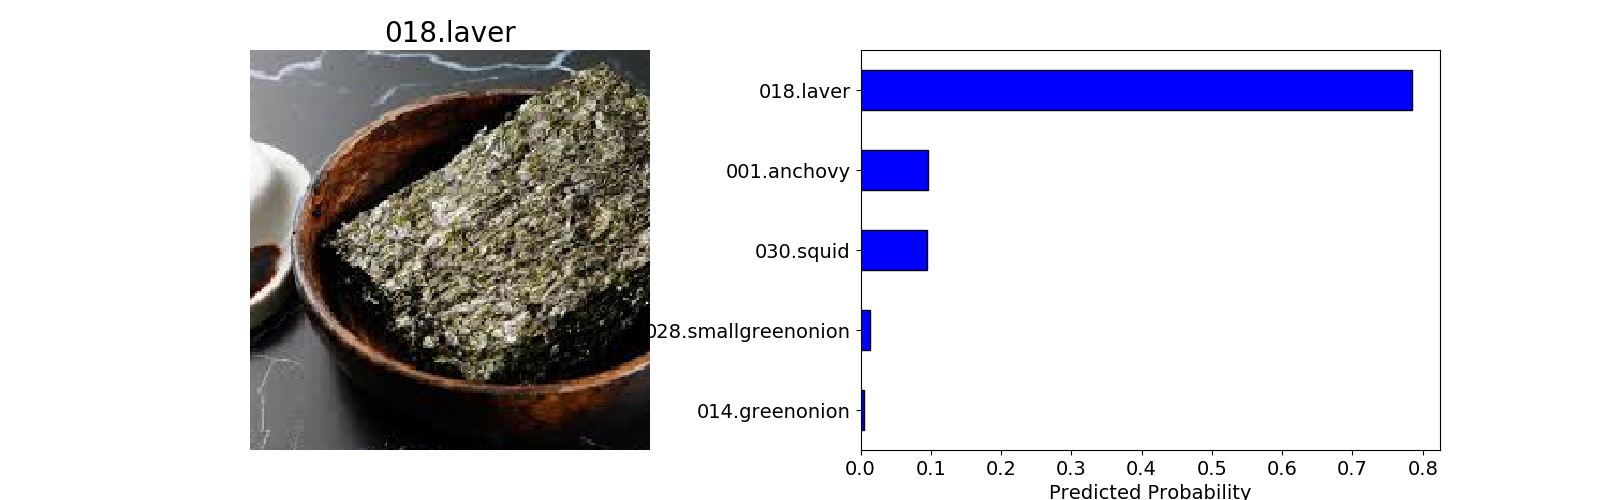 018.laver
018.laver
001.anchovy
030.squid
028.smallgreenonion
014.greenonion
0.0 0.1 0.2 0.3 0.4 0.5 0.6 0.7 0.8
Predicted Probability